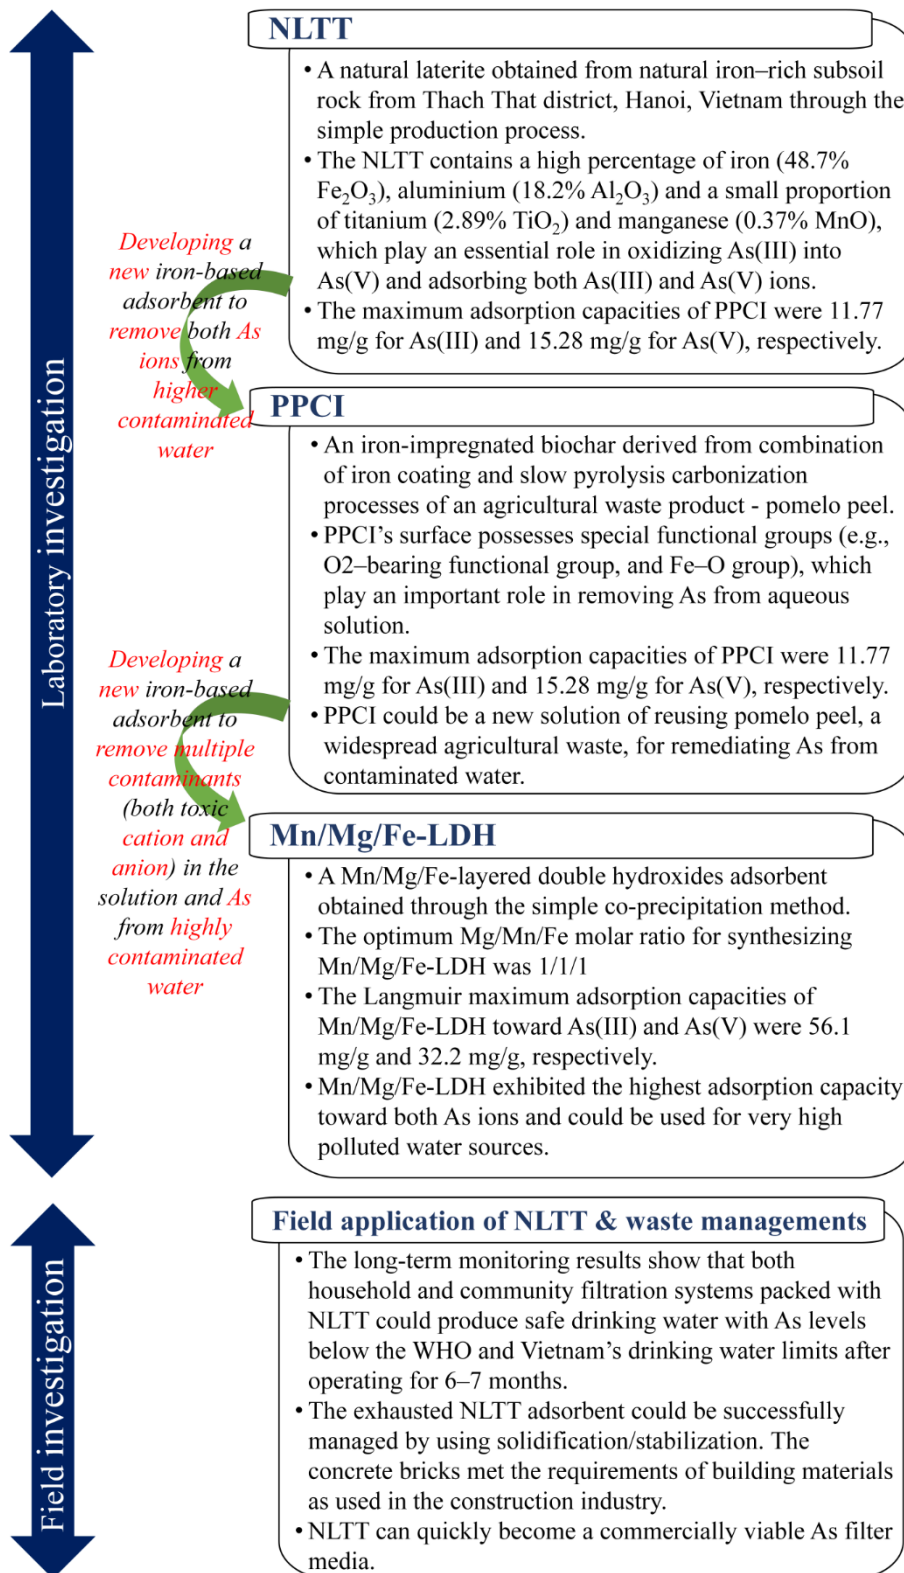 NLTT
• A natural laterite obtained from natural iron–rich subsoil
rock from Thach That district, Hanoi, Vietnam through the
simple production process.
• The NLTT contains a high percentage of iron (48.7%
Fe₂O₃), aluminium (18.2% Al₂O₃) and a small proportion
of titanium (2.89% TiO₂) and manganese (0.37% MnO),
which play an essential role in oxidizing As(III) into
As(V) and adsorbing both As(III) and As(V) ions.
• The maximum adsorption capacities of PPCI were 11.77
mg/g for As(III) and 15.28 mg/g for As(V), respectively.
Developing a
new iron-based
adsorbent to
remove both As
ions from
higher
contaminated
water
PPCI
• An iron-impregnated biochar derived from combination
of iron coating and slow pyrolysis carbonization
processes of an agricultural waste product - pomelo peel.
• PPCI’s surface possesses special functional groups (e.g.,
O2–bearing functional group, and Fe–O group), which
play an important role in removing As from aqueous
solution.
• The maximum adsorption capacities of PPCI were 11.77
mg/g for As(III) and 15.28 mg/g for As(V), respectively.
• PPCI could be a new solution of reusing pomelo peel, a
widespread agricultural waste, for remediating As from
contaminated water.
Developing a
new iron-based
adsorbent to
remove multiple
contaminants
(both toxic
cation and
anion) in the
solution and As
from highly
contaminated
water
Mn/Mg/Fe-LDH
• A Mn/Mg/Fe-layered double hydroxides adsorbent
obtained through the simple co-precipitation method.
• The optimum Mg/Mn/Fe molar ratio for synthesizing
Mn/Mg/Fe-LDH was 1/1/1
• The Langmuir maximum adsorption capacities of
Mn/Mg/Fe-LDH toward As(III) and As(V) were 56.1
mg/g and 32.2 mg/g, respectively.
• Mn/Mg/Fe-LDH exhibited the highest adsorption capacity
toward both As ions and could be used for very high
polluted water sources.
Laboratory investigation
Field application of NLTT & waste managements
• The long-term monitoring results show that both
household and community filtration systems packed with
NLTT could produce safe drinking water with As levels
below the WHO and Vietnam’s drinking water limits after
operating for 6–7 months.
• The exhausted NLTT adsorbent could be successfully
managed by using solidification/stabilization. The
concrete bricks met the requirements of building materials
as used in the construction industry.
• NLTT can quickly become a commercially viable As filter
media.
Field investigation